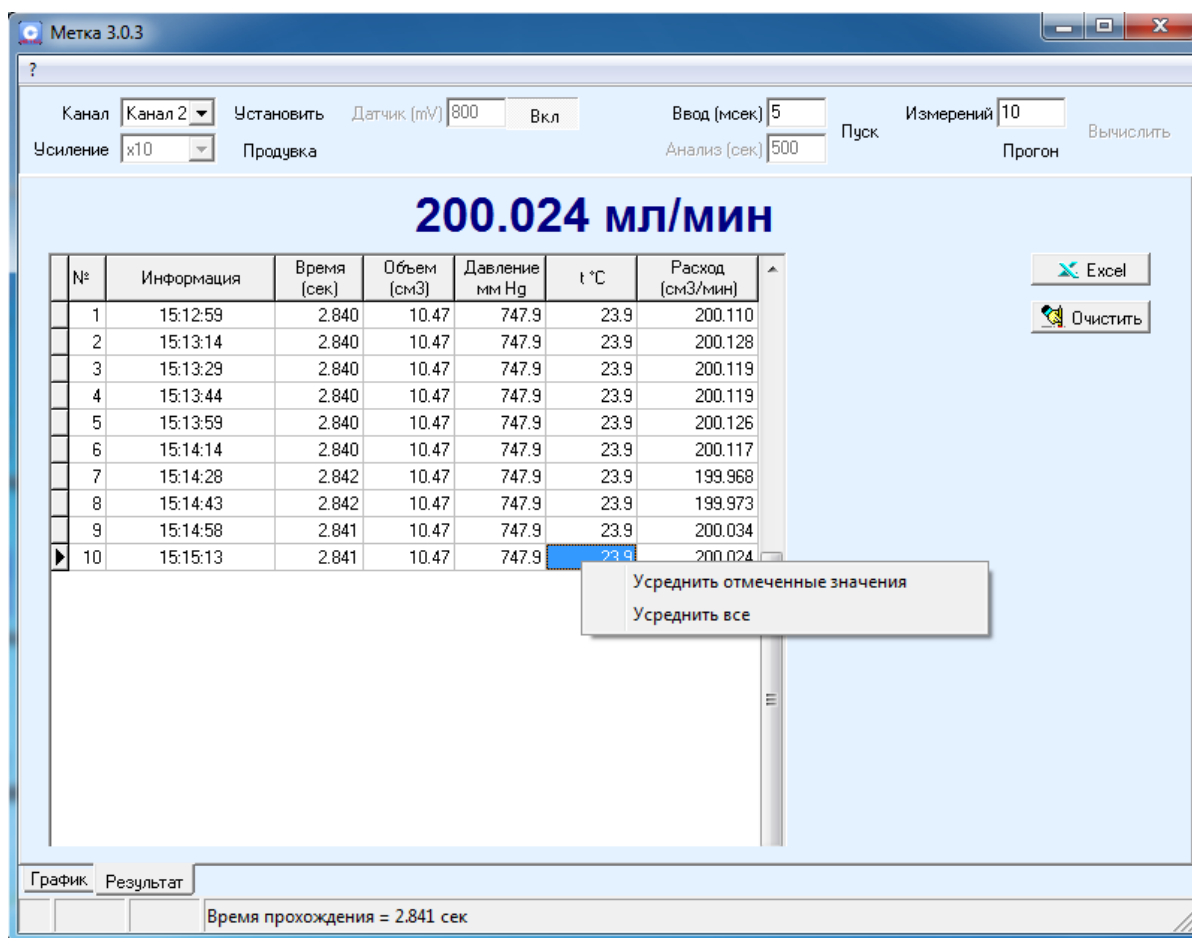 Метка 3.0.3
?
Канал Канал 2 Установить Датчик (mV) 800 Вкл Ввод (мсек) 5 Пуск Измерений 10 Вычислить
Усиление x10 Продувка Анализ (сек) 500 Прогон
200.024 мл/мин
№ Информация Время (сек) Объем (см3) Давление мм Hg t °C Расход (см3/мин)
Excel
Очистить
1 15:12:59 2.840 10.47 747.9 23.9 200.110
2 15:13:14 2.840 10.47 747.9 23.9 200.128
3 15:13:29 2.840 10.47 747.9 23.9 200.119
4 15:13:44 2.840 10.47 747.9 23.9 200.119
5 15:13:59 2.840 10.47 747.9 23.9 200.126
6 15:14:14 2.840 10.47 747.9 23.9 200.117
7 15:14:28 2.842 10.47 747.9 23.9 199.968
8 15:14:43 2.842 10.47 747.9 23.9 199.973
9 15:14:58 2.841 10.47 747.9 23.9 200.034
10 15:15:13 2.841 10.47 747.9 23.9 200.024
Усреднить отмеченные значения
Усреднить все
График Результат
Время прохождения = 2.841 сек